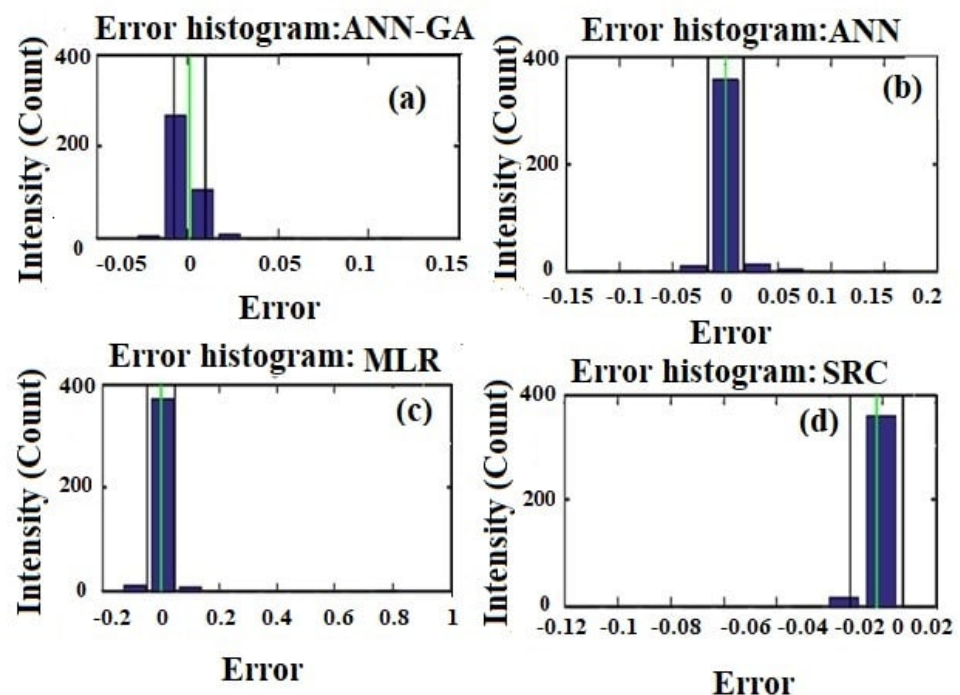 Error histogram:ANN-GA
Intensity (Count)
400
200
0
(a)
-0.05 0 0.05 0.1 0.15
Error
Error histogram:ANN
Intensity (Count)
400
200
0
(b)
-0.15 -0.1 -0.05 0 0.05 0.1 0.15 0.2
Error
Error histogram: MLR
Intensity (Count)
400
200
0
(c)
-0.2 0 0.2 0.4 0.6 0.8 1
Error
Error histogram: SRC
Intensity (Count)
400
200
0
(d)
-0.12 -0.1 -0.08 -0.06 -0.04 -0.02 0 0.02
Error